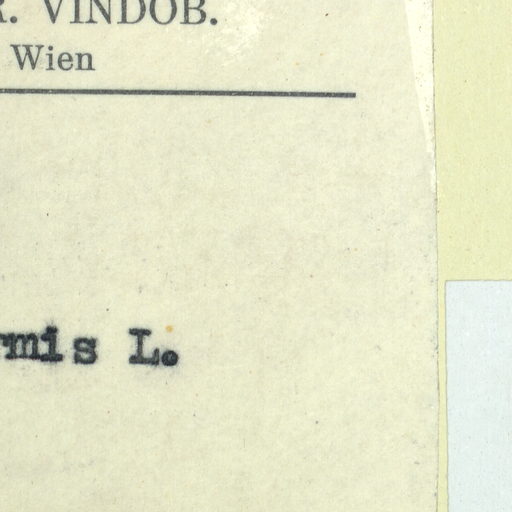 R. VINDOB.
Wien
rmis L.